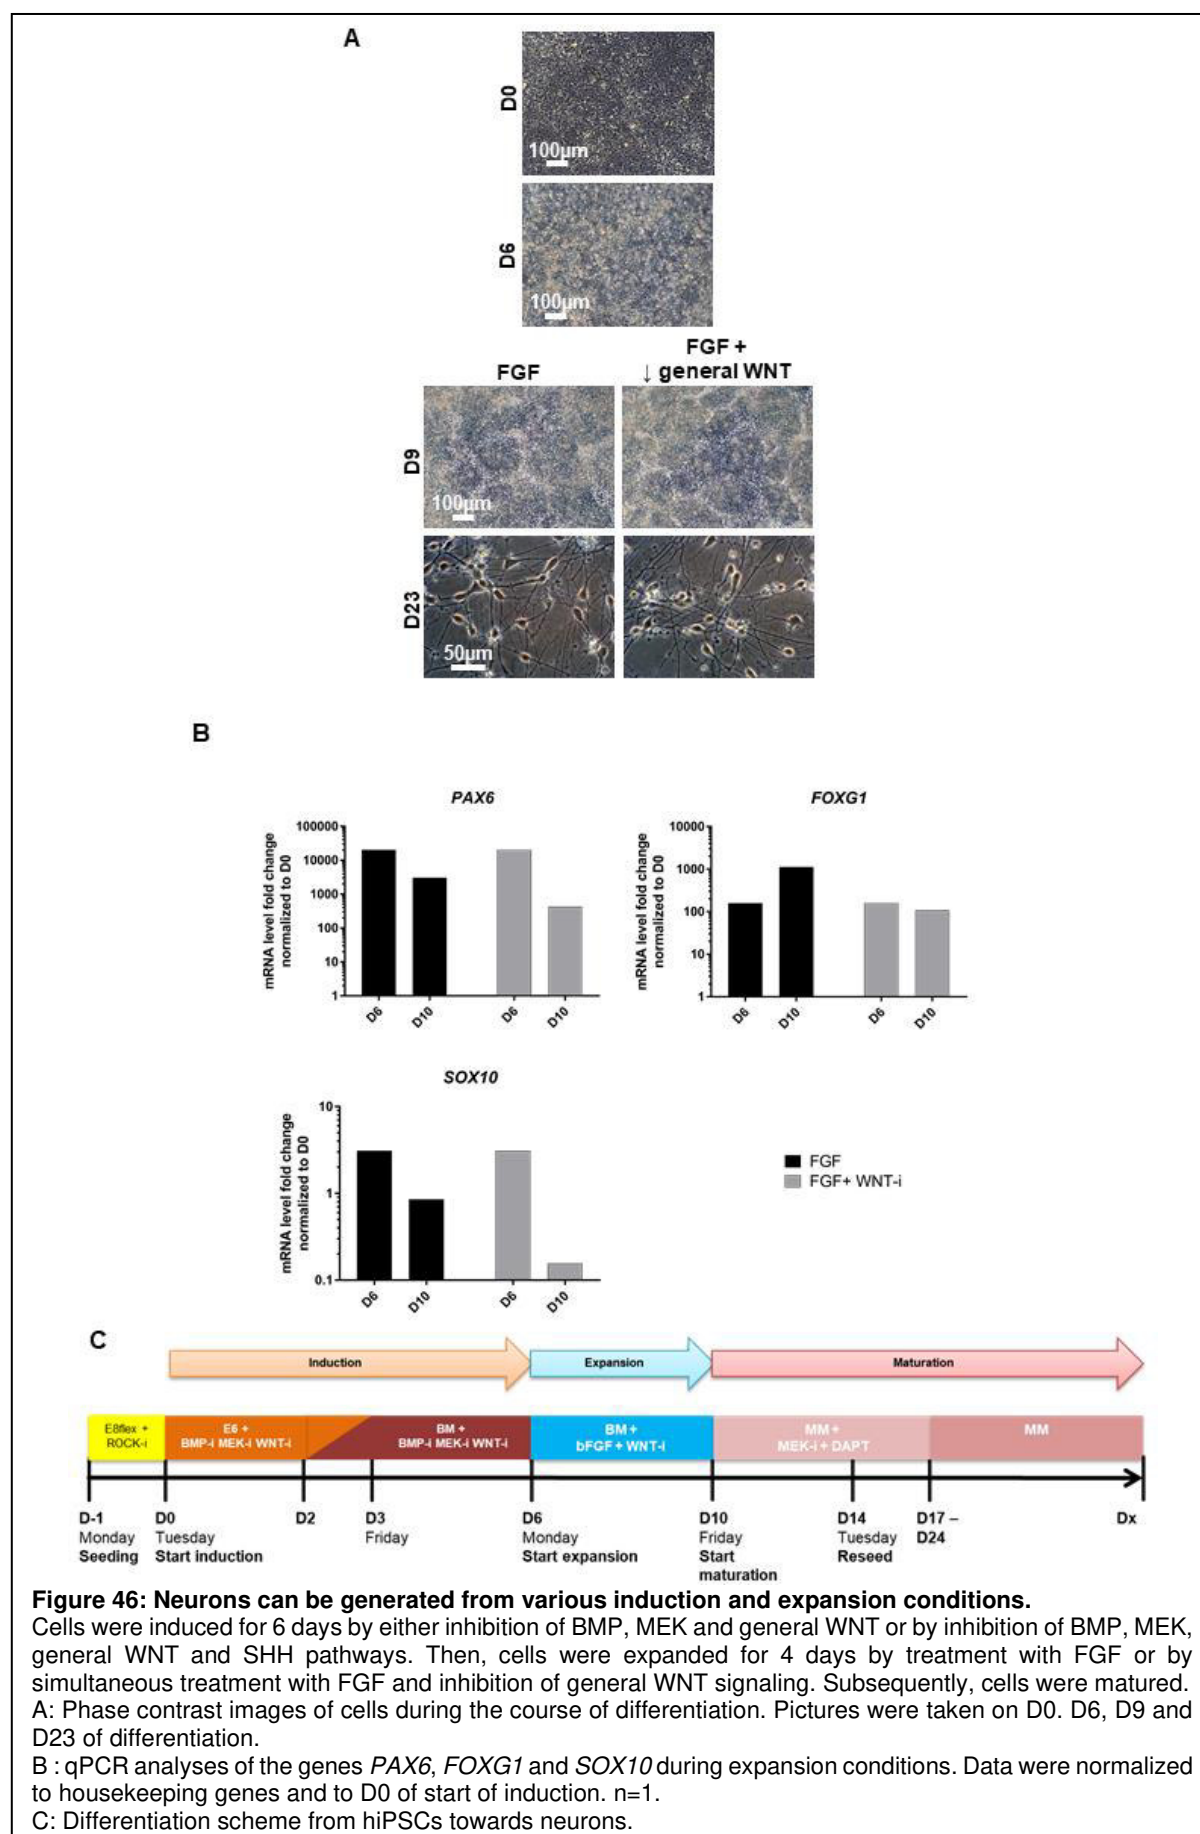 A
D0
100µm
D6
100µm
FGF
FGF +
↓ general WNT
D9
100µm
D23
50µm
B
PAX6
mRNA level fold change
normalized to D0
100000
10000
1000
100
10
1
D6
D10
D6
D10
FOXG1
mRNA level fold change
normalized to D0
10000
1000
100
10
1
D6
D10
D6
D10
SOX10
mRNA level fold change
normalized to D0
10
1
0.1
D6
D10
D6
D10
FGF
FGF+ WNT-i
C
Induction
Expansion
Maturation
E8flex +
ROCK-i
E6 +
BMP-i MEK-i WNT-i
BM +
BMP-i MEK-i WNT-i
BM +
bFGF + WNT-i
MM +
MEK-i + DAPT
MM
D-1
Monday
Seeding
D0
Tuesday
Start induction
D2
D3
Friday
D6
Monday
Start expansion
D10
Friday
Start
maturation
D14
Tuesday
Reseed
D17 –
D24
Dx
Figure 46: Neurons can be generated from various induction and expansion conditions.
Cells were induced for 6 days by either inhibition of BMP, MEK and general WNT or by inhibition of BMP, MEK,
general WNT and SHH pathways. Then, cells were expanded for 4 days by treatment with FGF or by
simultaneous treatment with FGF and inhibition of general WNT signaling. Subsequently, cells were matured.
A: Phase contrast images of cells during the course of differentiation. Pictures were taken on D0. D6, D9 and
D23 of differentiation.
B : qPCR analyses of the genes PAX6, FOXG1 and SOX10 during expansion conditions. Data were normalized
to housekeeping genes and to D0 of start of induction. n=1.
C: Differentiation scheme from hiPSCs towards neurons.